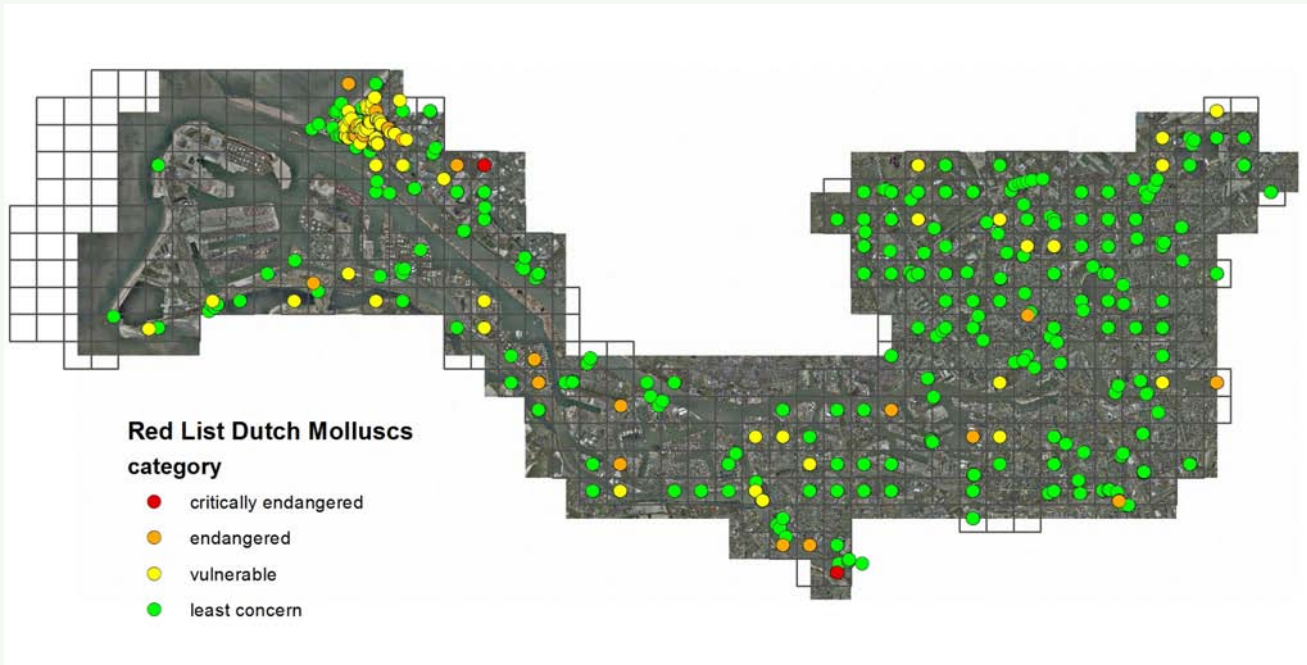 Red List Dutch Molluscs
category
critically endangered
endangered
vulnerable
least concern